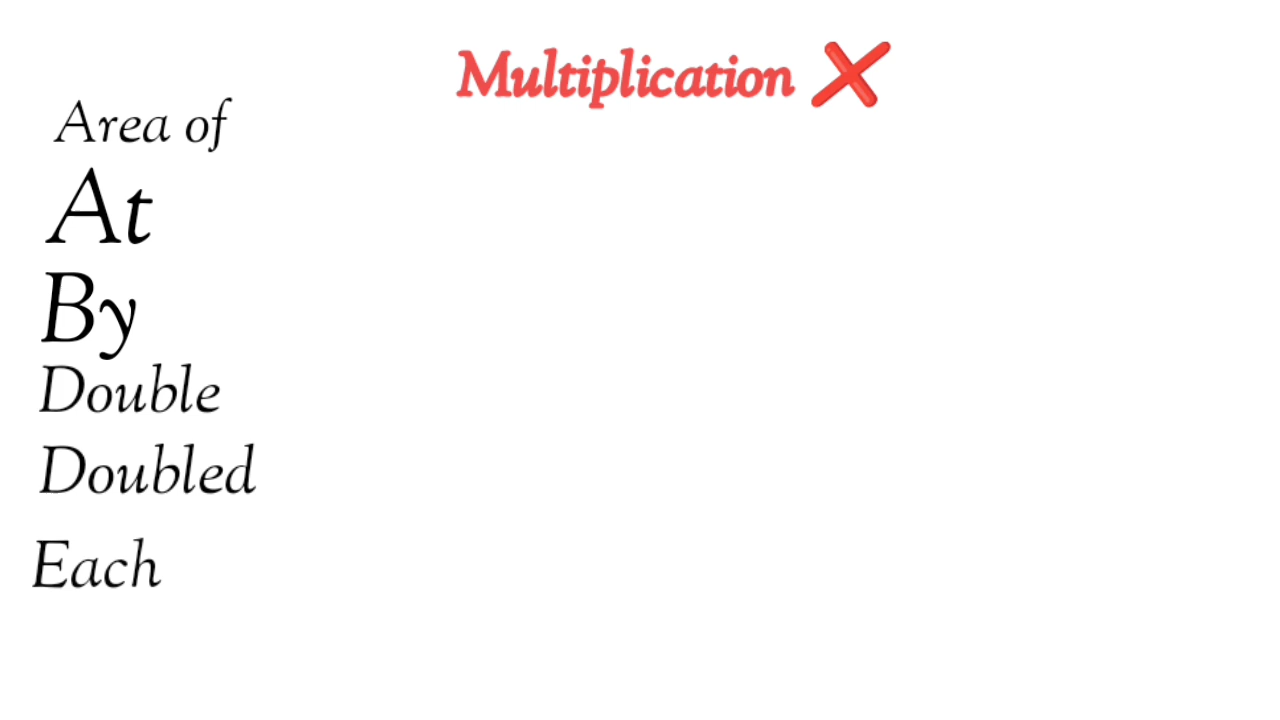 Multiplication ❌
Area of
At
By
Double
Doubled
Each